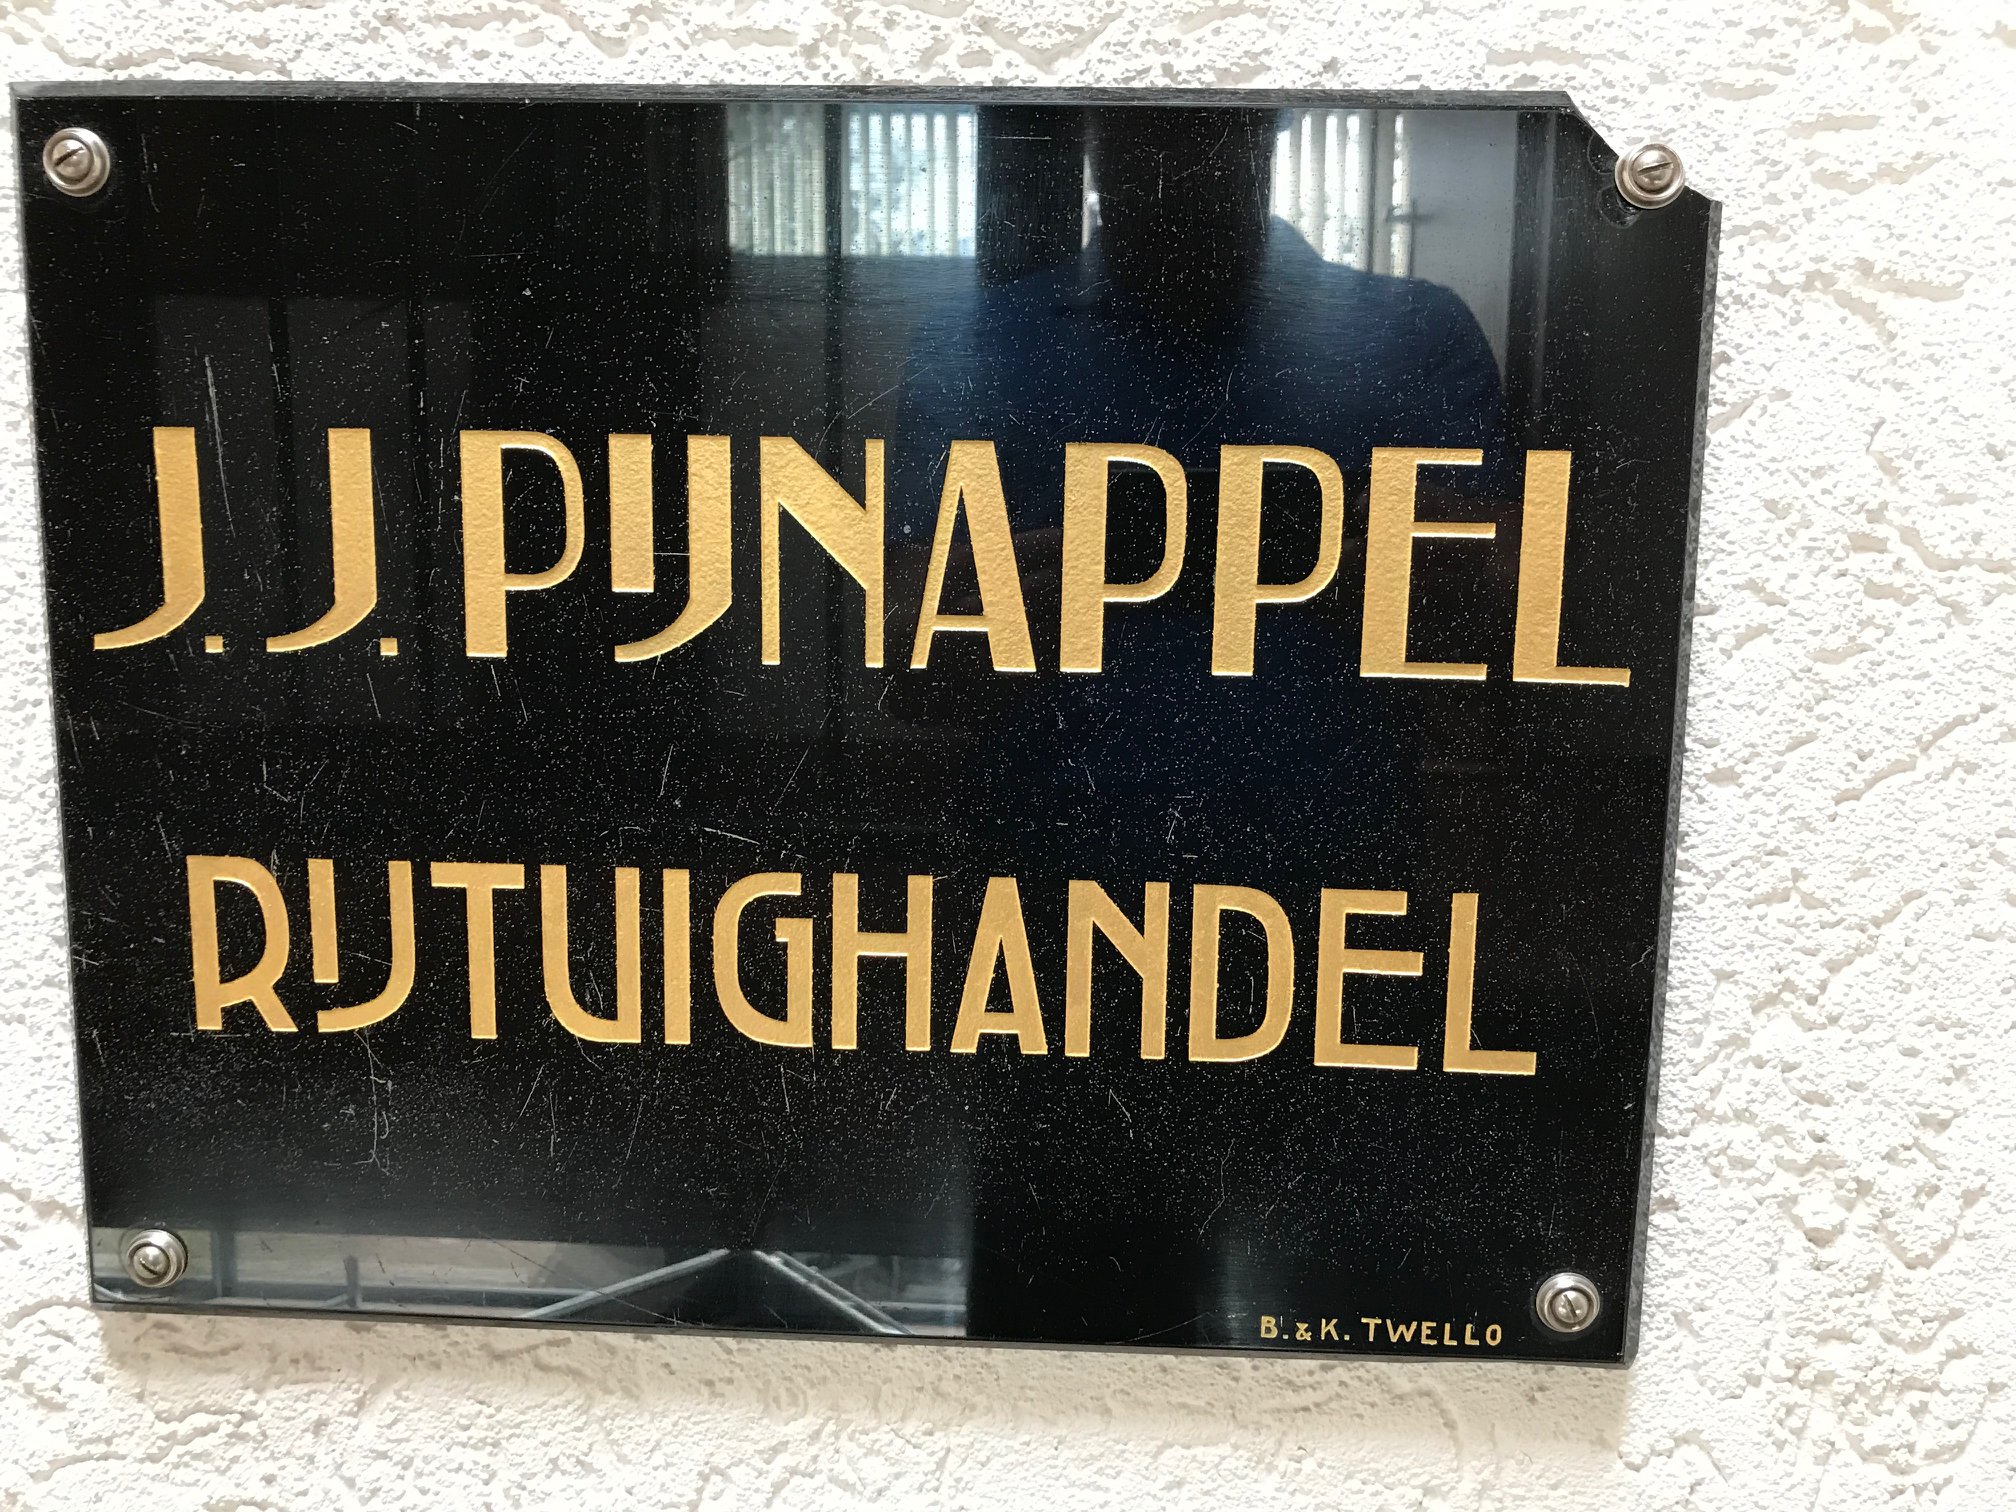 J.J. PIJNAPPEL
RIJTUIGHANDEL
B. & K. TWELLO